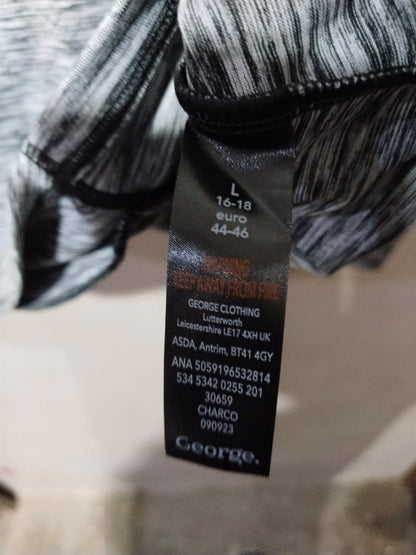 L
16-18
euro
44-46
WARNING
KEEP AWAY FROM FIRE
GEORGE CLOTHING
Lutterworth
Leicestershire LE17 4XH UK
ASDA, Antrim, BT41 4GY
ANA 5059196532814
534 5342 0255 201
30659
CHARCO
090923
George.